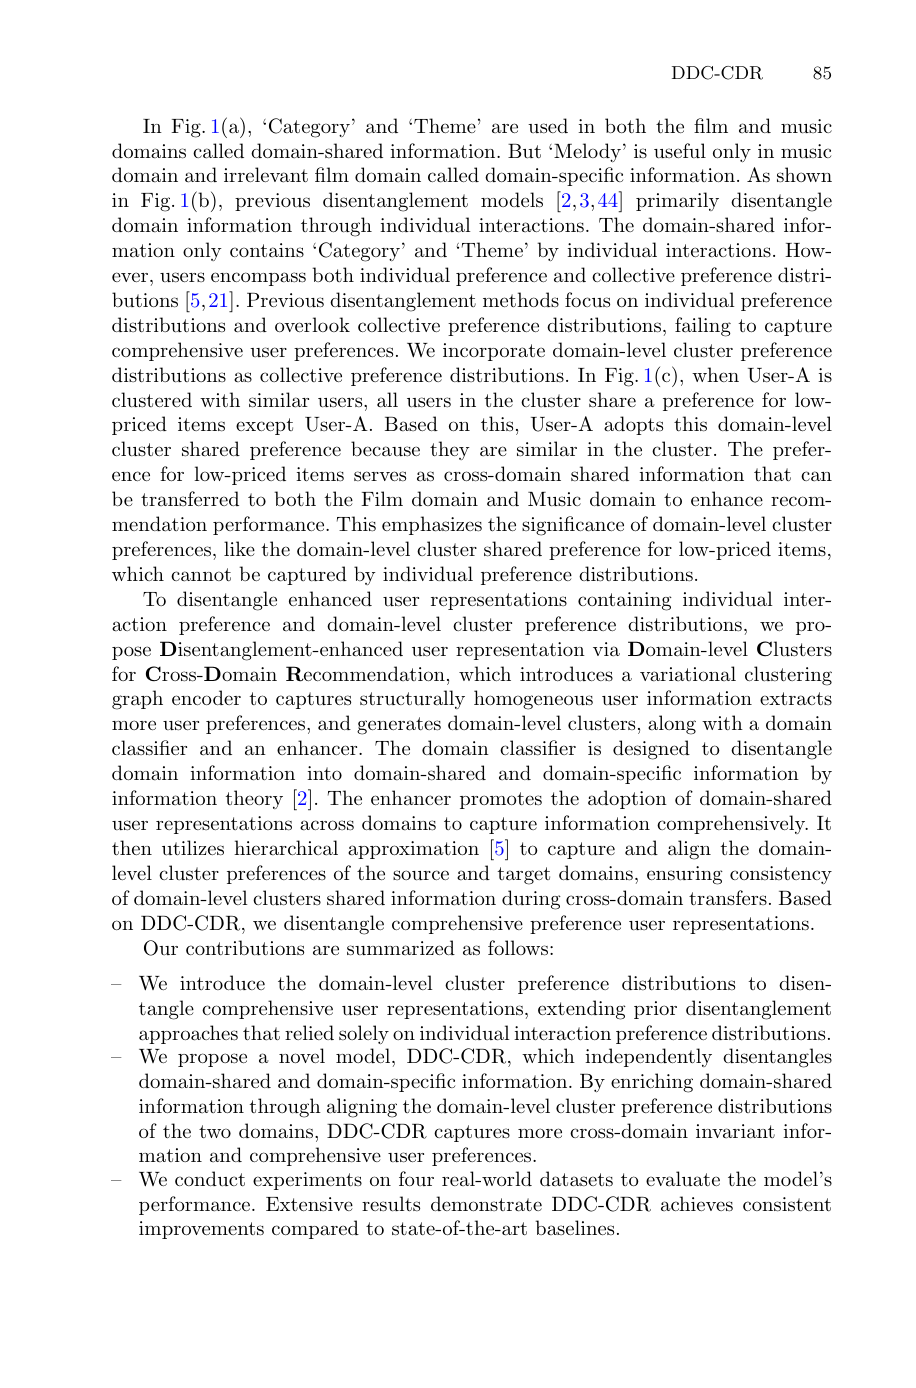 DDC-CDR 85
In Fig. 1(a), ‘Category’ and ‘Theme’ are used in both the film and music
domains called domain-shared information. But ‘Melody’ is useful only in music
domain and irrelevant film domain called domain-specific information. As shown
in Fig. 1(b), previous disentanglement models [2,3,44] primarily disentangle
domain information through individual interactions. The domain-shared infor-
mation only contains ‘Category’ and ‘Theme’ by individual interactions. How-
ever, users encompass both individual preference and collective preference distri-
butions [5,21]. Previous disentanglement methods focus on individual preference
distributions and overlook collective preference distributions, failing to capture
comprehensive user preferences. We incorporate domain-level cluster preference
distributions as collective preference distributions. In Fig. 1(c), when User-A is
clustered with similar users, all users in the cluster share a preference for low-
priced items except User-A. Based on this, User-A adopts this domain-level
cluster shared preference because they are similar in the cluster. The prefer-
ence for low-priced items serves as cross-domain shared information that can
be transferred to both the Film domain and Music domain to enhance recom-
mendation performance. This emphasizes the significance of domain-level cluster
preferences, like the domain-level cluster shared preference for low-priced items,
which cannot be captured by individual preference distributions.
To disentangle enhanced user representations containing individual inter-
action preference and domain-level cluster preference distributions, we pro-
pose Disentanglement-enhanced user representation via Domain-level Clusters
for Cross-Domain Recommendation, which introduces a variational clustering
graph encoder to captures structurally homogeneous user information extracts
more user preferences, and generates domain-level clusters, along with a domain
classifier and an enhancer. The domain classifier is designed to disentangle
domain information into domain-shared and domain-specific information by
information theory [2]. The enhancer promotes the adoption of domain-shared
user representations across domains to capture information comprehensively. It
then utilizes hierarchical approximation [5] to capture and align the domain-
level cluster preferences of the source and target domains, ensuring consistency
of domain-level clusters shared information during cross-domain transfers. Based
on DDC-CDR, we disentangle comprehensive preference user representations.
Our contributions are summarized as follows:
– We introduce the domain-level cluster preference distributions to disen-
tangle comprehensive user representations, extending prior disentanglement
approaches that relied solely on individual interaction preference distributions.
– We propose a novel model, DDC-CDR, which independently disentangles
domain-shared and domain-specific information. By enriching domain-shared
information through aligning the domain-level cluster preference distributions
of the two domains, DDC-CDR captures more cross-domain invariant infor-
mation and comprehensive user preferences.
– We conduct experiments on four real-world datasets to evaluate the model’s
performance. Extensive results demonstrate DDC-CDR achieves consistent
improvements compared to state-of-the-art baselines.